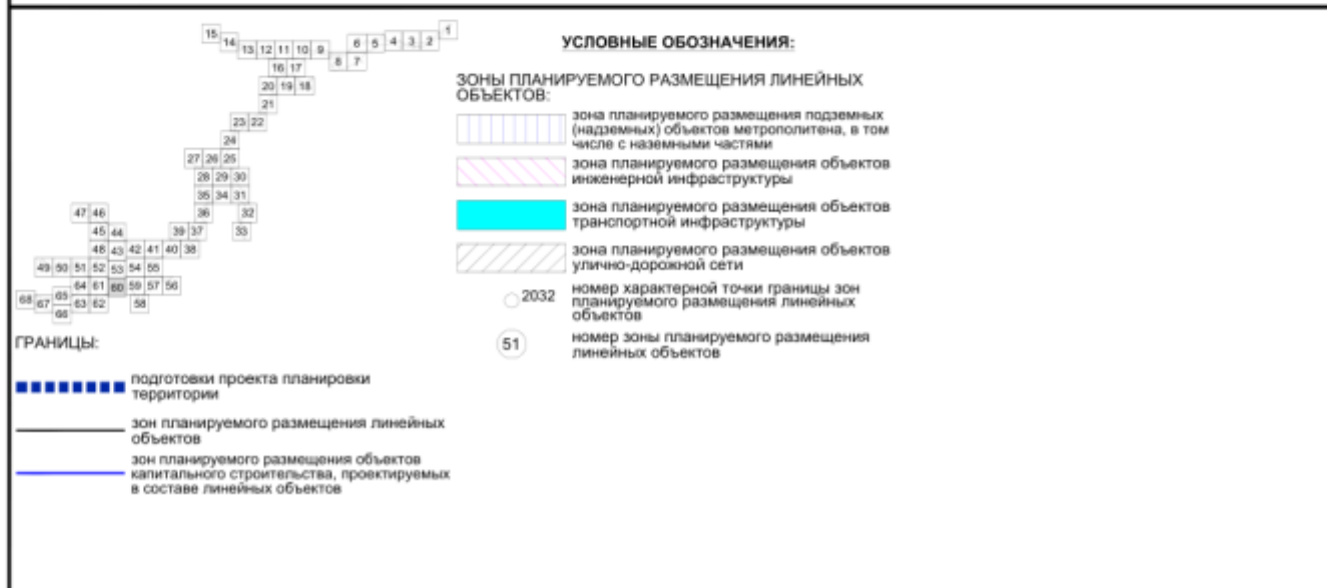 1
15
14
13 12 11 10 9
6 5 4 3 2
8 7
16 17
20 19 18
21
23 22
24
27 26 25
28 29 30
35 34 31
47 46
36
32
45 44
39 37
33
48 43 42 41 40 38
49 50 51 52 53 54 55
64 61 60 59 57 56
68 67 65
63 62
58
66
ГРАНИЦЫ:
подготовки проекта планировки
территории
зон планируемого размещения линейных
объектов
зон планируемого размещения объектов
капитального строительства, проектируемых
в составе линейных объектов
УСЛОВНЫЕ ОБОЗНАЧЕНИЯ:
ЗОНЫ ПЛАНИРУЕМОГО РАЗМЕЩЕНИЯ ЛИНЕЙНЫХ
ОБЪЕКТОВ:
зона планируемого размещения подземных
(надземных) объектов метрополитена, в том
числе с наземными частями
зона планируемого размещения объектов
инженерной инфраструктуры
зона планируемого размещения объектов
транспортной инфраструктуры
зона планируемого размещения объектов
улично-дорожной сети
2032
номер характерной точки границы зон
планируемого размещения линейных
объектов
51
номер зоны планируемого размещения
линейных объектов